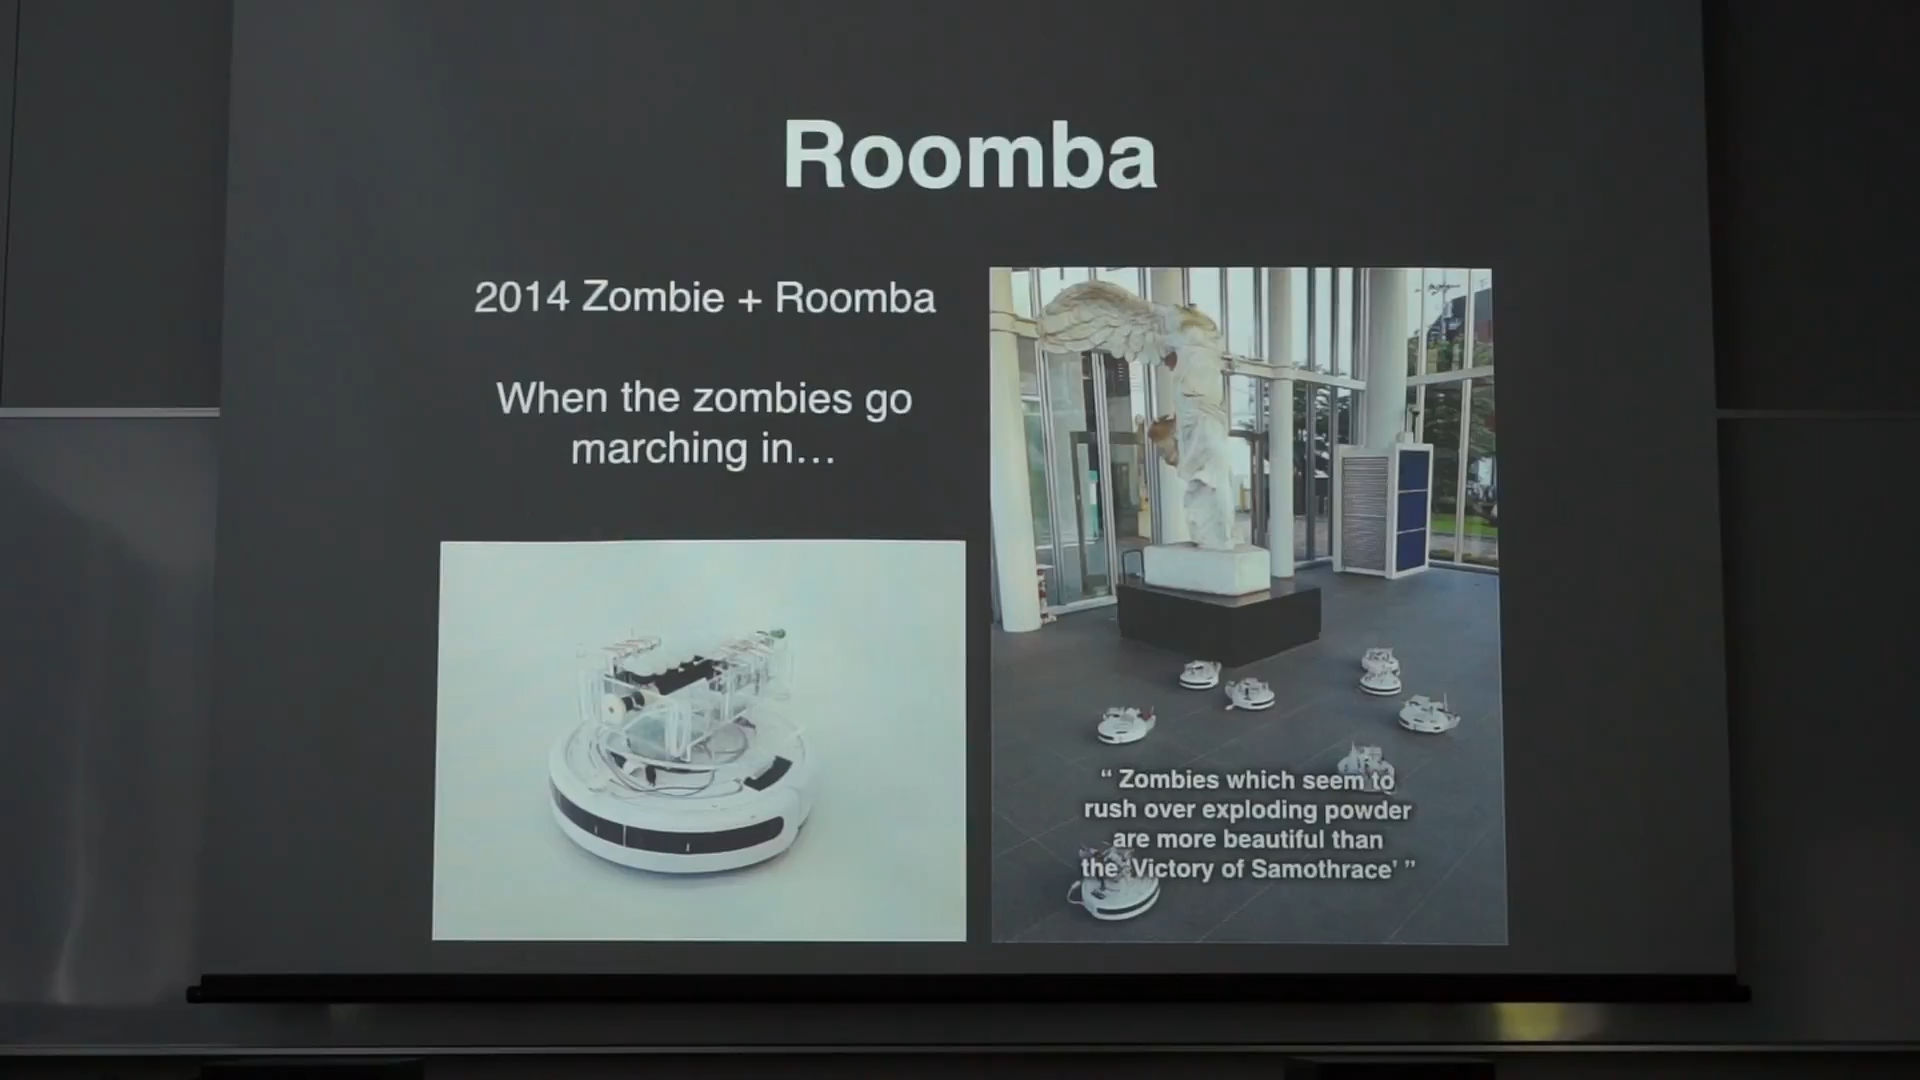 Roomba
2014 Zombie + Roomba
When the zombies go
marching in…
“ Zombies which seem to
rush over exploding powder
are more beautiful than
the ‘Victory of Samothrace’ ”